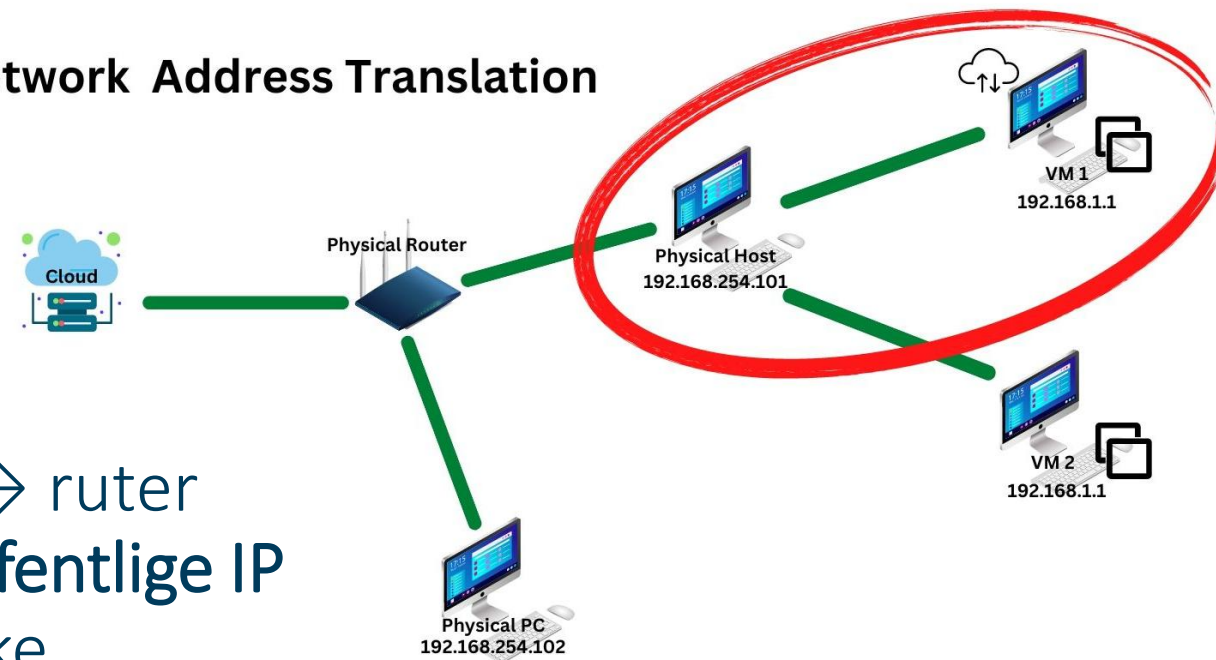 twork Address Translation
VM 1
192.168.1.1
Physical Router
Physical Host
192.168.254.101
Cloud
VM 2
192.168.1.1
→ ruter
fentlige IP
Physical PC
192.168.254.102